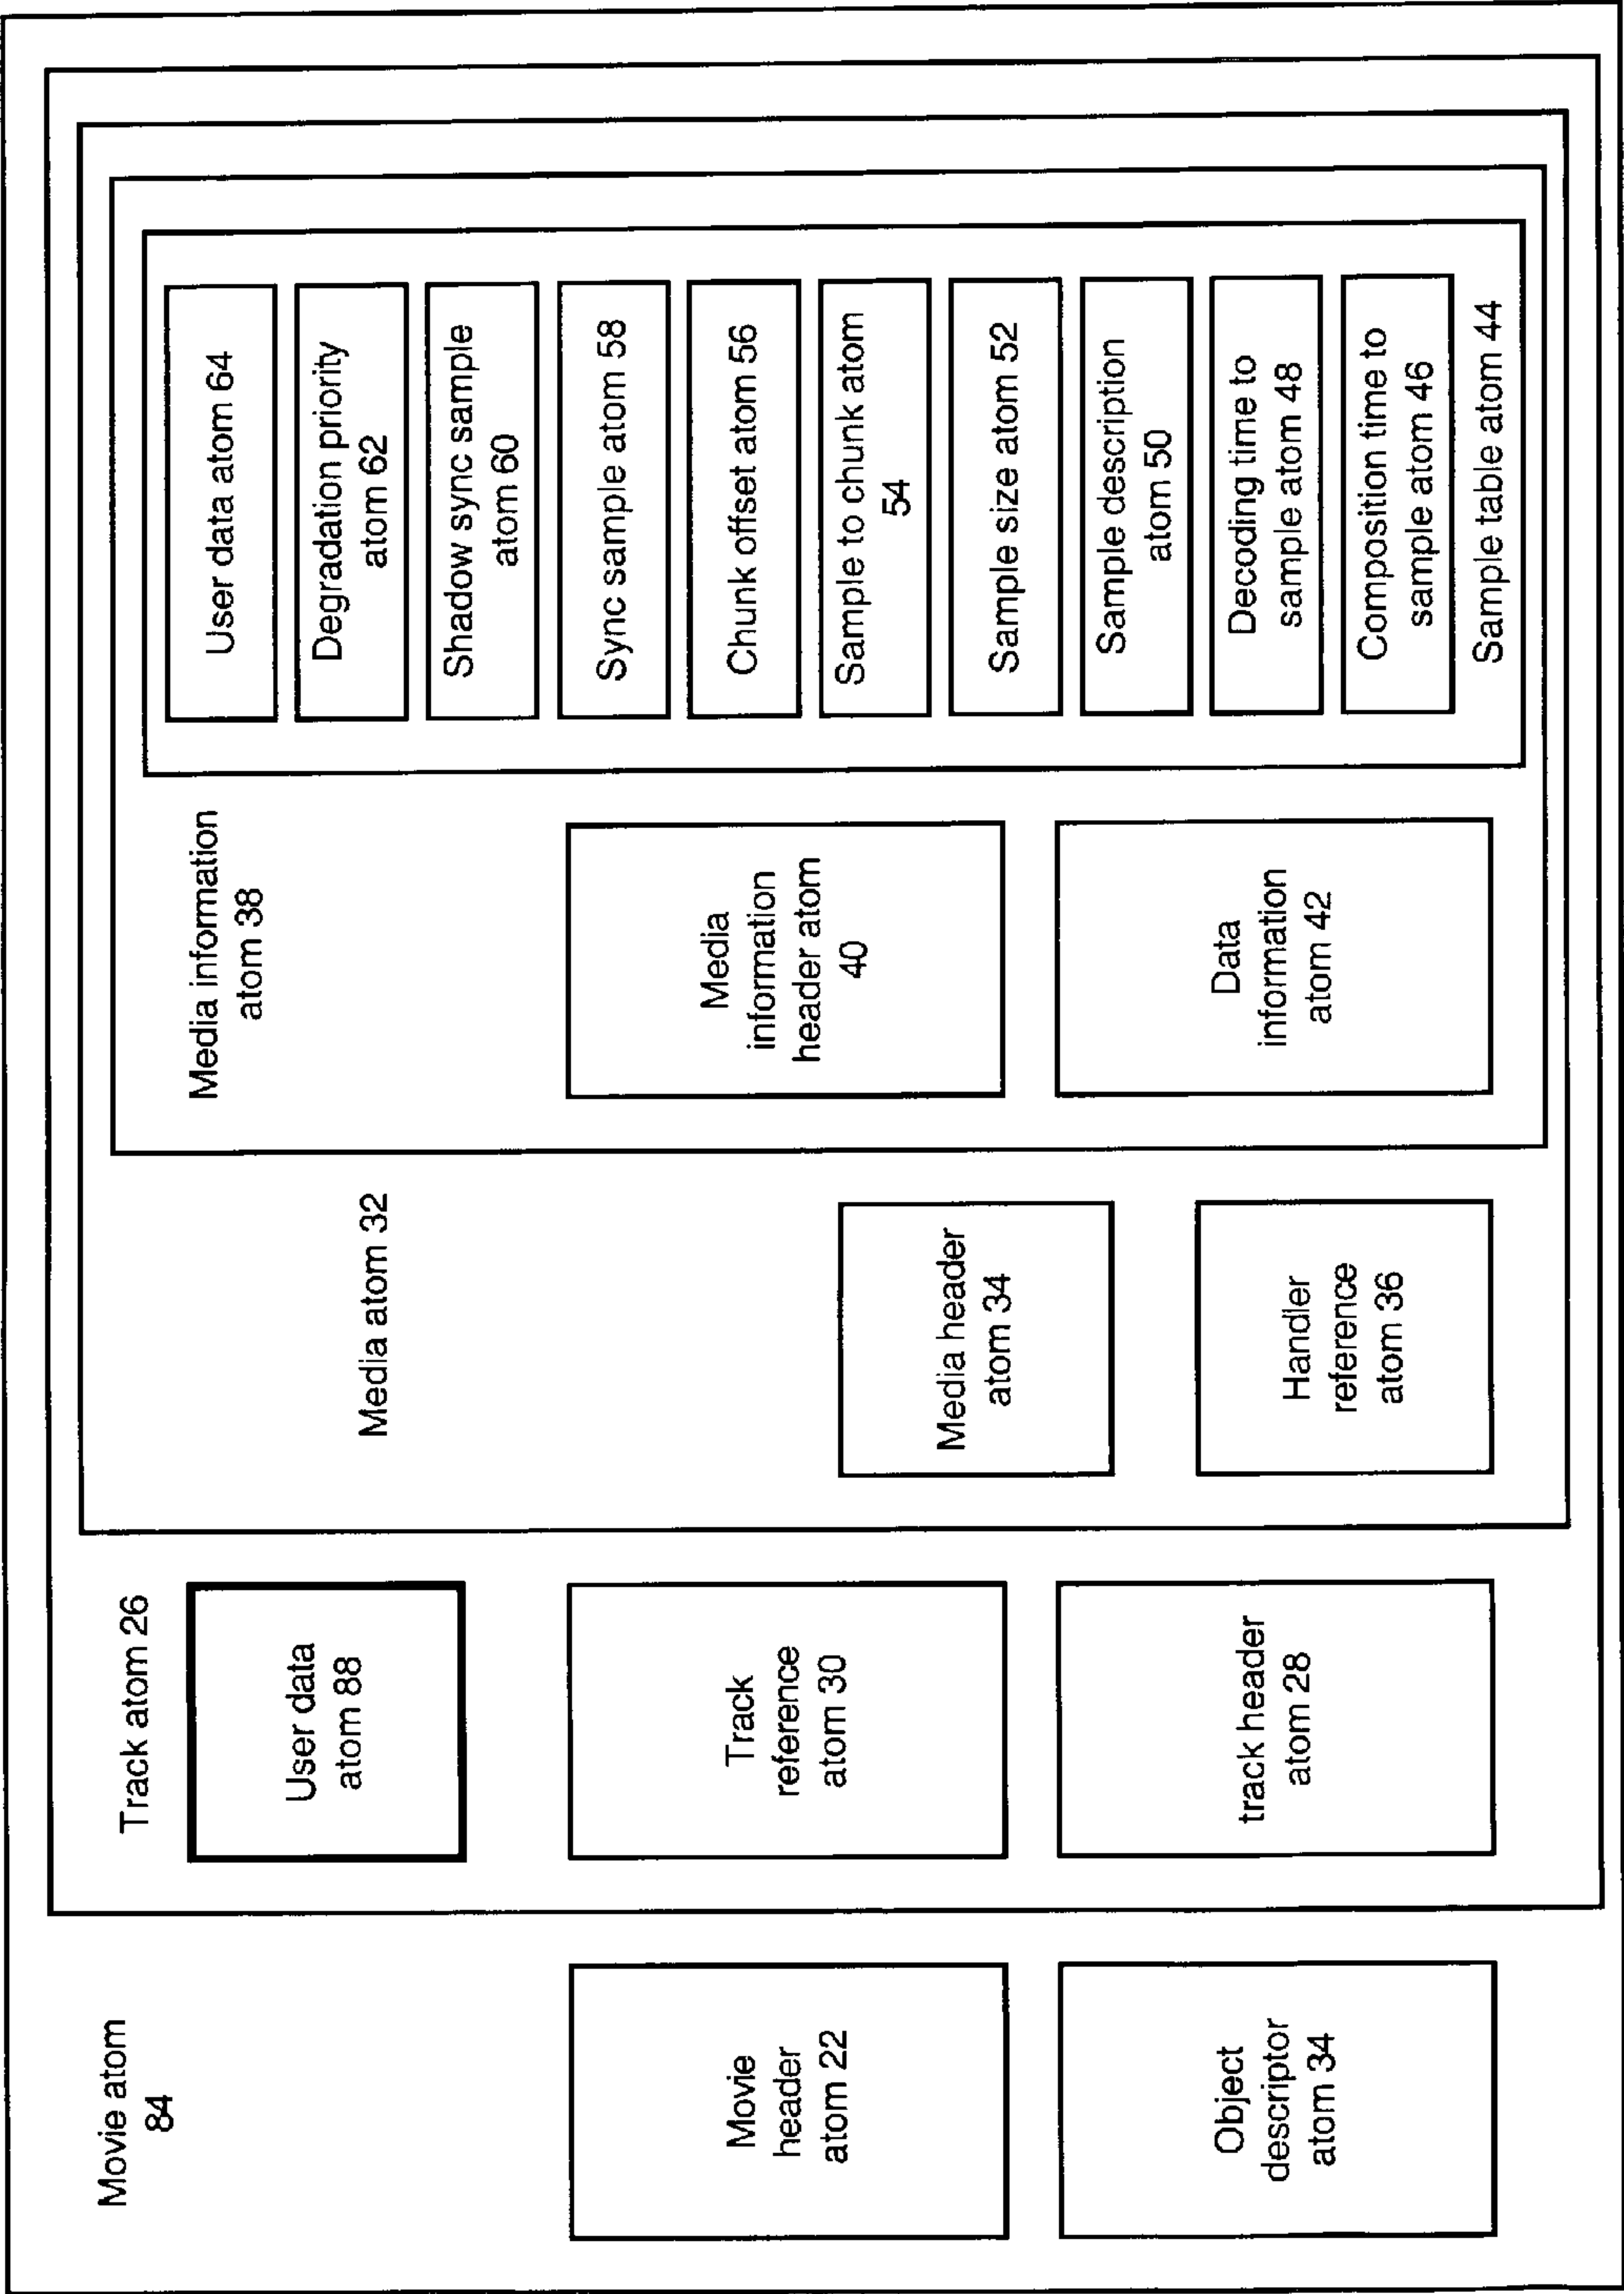 Movie atom
84
Movie
header
atom 22
Object
descriptor
atom 34
Track atom 26
User data
atom 88
Track
reference
atom 30
track header
atom 28
Media atom 32
Media header
atom 34
Handler
reference
atom 36
Media information
atom 38
Media
information
header atom
40
Data
information
atom 42
User data atom 64
Degradation priority
atom 62
Shadow sync sample
atom 60
Sync sample atom 58
Chunk offset atom 56
Sample to chunk atom
54
Sample size atom 52
Sample description
atom 50
Decoding time to
sample atom 48
Composition time to
sample atom 46
Sample table atom 44